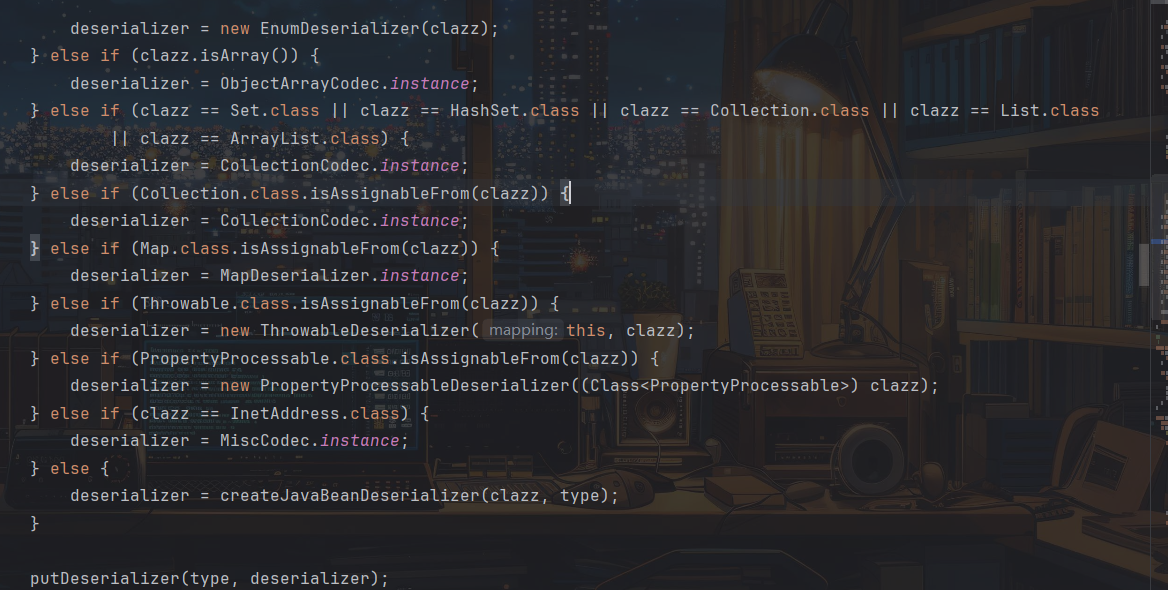 deserializer = new EnumDeserializer(clazz);
} else if (clazz.isArray()) {
deserializer = ObjectArrayCodec.instance;
} else if (clazz == Set.class || clazz == HashSet.class || clazz == Collection.class || clazz == List.class
|| clazz == ArrayList.class) {
deserializer = CollectionCodec.instance;
} else if (Collection.class.isAssignableFrom(clazz)) {
deserializer = CollectionCodec.instance;
} else if (Map.class.isAssignableFrom(clazz)) {
deserializer = MapDeserializer.instance;
} else if (Throwable.class.isAssignableFrom(clazz)) {
deserializer = new ThrowableDeserializer( mapping: this, clazz);
} else if (PropertyProcessable.class.isAssignableFrom(clazz)) {
deserializer = new PropertyProcessableDeserializer((Class<PropertyProcessable>) clazz);
} else if (clazz == InetAddress.class) {
deserializer = MiscCodec.instance;
} else {
deserializer = createJavaBeanDeserializer(clazz, type);
}
putDeserializer(type, deserializer);